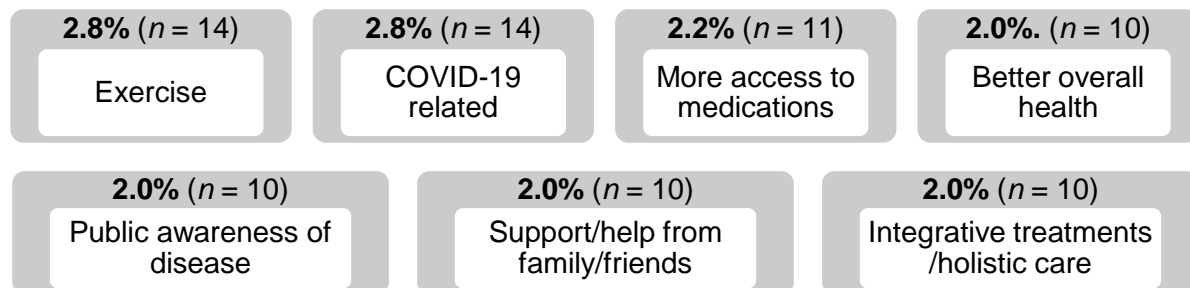 2.8% (n = 14)
Exercise
2.8% (n = 14)
COVID-19
related
2.2% (n = 11)
More access to
medications
2.0%. (n = 10)
Better overall
health
2.0% (n = 10)
Public awareness of
disease
2.0% (n = 10)
Support/help from
family/friends
2.0% (n = 10)
Integrative treatments
/holistic care